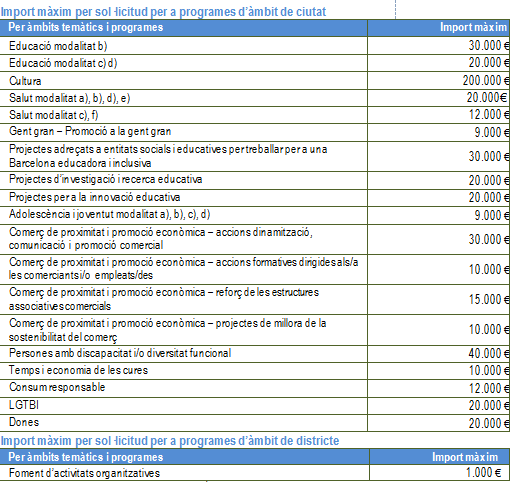 Import màxim per sol·licitud per a programes d'àmbit de ciutat
Per àmbits temàtics i programes Import màxim
Educació modalitat b) 30.000 €
Educació modalitat c) d) 20.000 €
Cultura 200.000 €
Salut modalitat a), b), d), e) 20.000€
Salut modalitat c), f) 12.000 €
Gent gran – Promoció a la gent gran 9.000 €
Projectes adreçats a entitats socials i educatives per treballar per a una
Barcelona educadora i inclusiva 30.000 €
Projectes d'investigació i recerca educativa 20.000 €
Projectes per a la innovació educativa 20.000 €
Adolescència i joventut modalitat a), b), c), d) 9.000 €
Comerç de proximitat i promoció econòmica – accions dinamització,
comunicació i promoció comercial 30.000 €
Comerç de proximitat i promoció econòmica – accions formatives dirigides als/a
les comerciants i/o empleats/des 10.000 €
Comerç de proximitat i promoció econòmica – reforç de les estructures
associatives comercials 15.000 €
Comerç de proximitat i promoció econòmica – projectes de millora de la
sostenibilitat del comerç 10.000 €
Persones amb discapacitat i/o diversitat funcional 40.000 €
Temps i economia de les cures 10.000 €
Consum responsable 12.000 €
LGTBI 20.000 €
Dones 20.000 €
Import màxim per sol·licitud per a programes d'àmbit de districte
Per àmbits temàtics i programes Import màxim
Foment d'activitats organitzatives 1.000 €